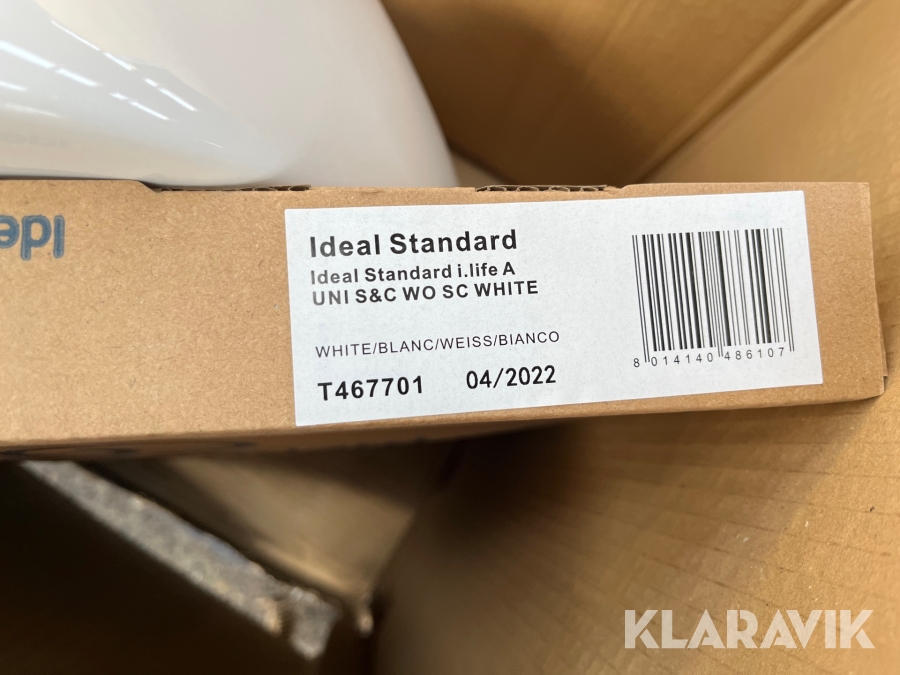 Ideal Standard
Ideal Standard i.life A
UNI S&C WO SC WHITE
WHITE/BLANC/WEISS/BIANCO
T467701 04/2022
8 014140 486107
Ide
KLARAVIK